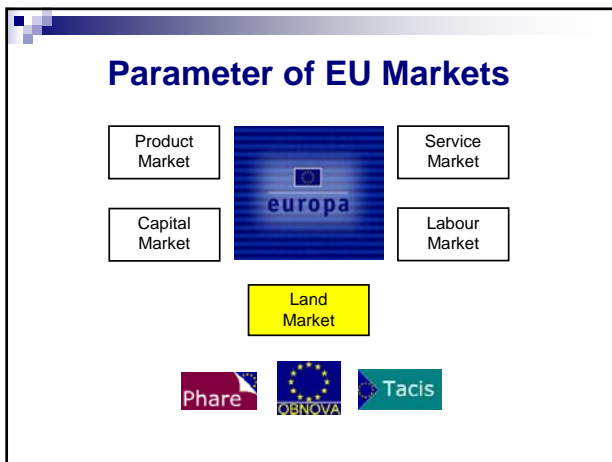 Parameter of EU Markets
Product
Market
Service
Market
europa
Capital
Market
Labour
Market
Land
Market
Phare
OBNOVA
Tacis